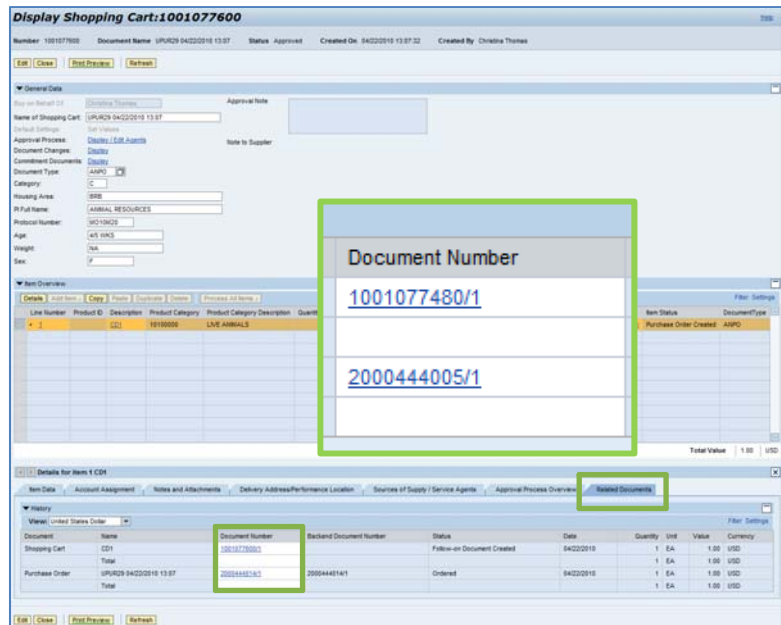 Display Shopping Cart:1001077600
Help
Number 1001077600 Document Name UPUR29 04/22/2010 13:07 Status Approved Created On 04/22/2010 13:07:32 Created By Christina Thomas
Edit Close Print Preview Refresh
General Data
Buy on Behalf Of: Christina Thomas Approval Note
Name of Shopping Cart: UPUR29 04/22/2010 13:07
Default Settings: Set Values
Approval Process: Display / Edit Agents Note to Supplier
Document Changes: Display
Commitment Documents: Display
Document Type: ANPO
Category: C
Housing Area: BRB
PI Full Name: ANIMAL RESOURCES
Protocol Number: MO10M20
Age: 4/5 WKS
Weight: NA
Sex: F
Document Number
1001077480/1
2000444005/1
Item Overview
Details Add Item Copy Paste Duplicate Delete Process All Items Filter Settings
Line Number Product ID Description Product Category Product Category Description Item Status DocumentType
1 CD1 10100000 LIVE ANIMALS Purchase Order Created ANPO
Total Value 1.00 USD
Details for item 1 CD1
Item Data Account Assignment Notes and Attachments Delivery Address/Performance Location Sources of Supply / Service Agents Approval Process Overview Related Documents
History
View: United States Dollar Filter Settings
Document Name Document Number Backend Document Number Status Date Quantity Unit Value Currency
Shopping Cart CD1 1001077600/1 Follow-on Document Created 04/22/2010 1 EA 1.00 USD
Total 1 EA 1.00 USD
Purchase Order UPUR29 04/22/2010 13:07 2000444014/1 2000444014/1 Ordered 04/22/2010 1 EA 1.00 USD
Total 1 EA 1.00 USD
Edit Close Print Preview Refresh